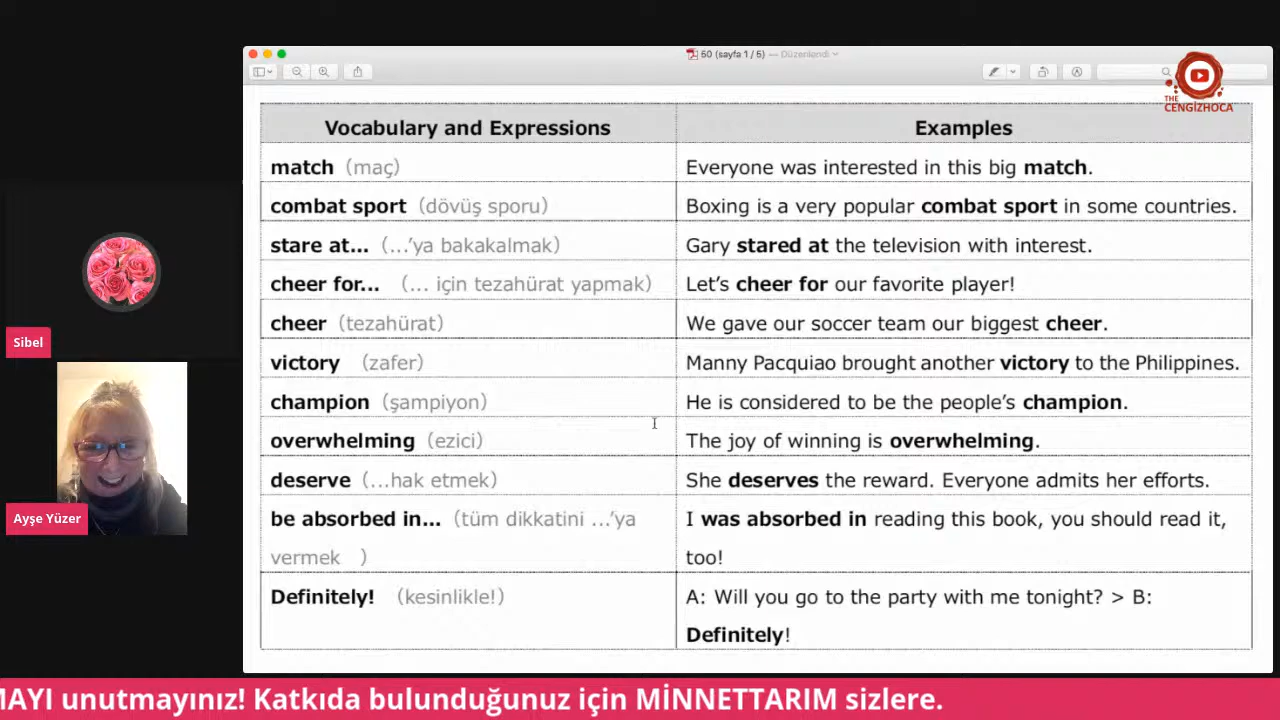 50 (sayfa 1 / 5) — Düzenlendi
THE
CENGİZHOCA
Vocabulary and Expressions
Examples
match (maç)
Everyone was interested in this big match.
combat sport (dövüş sporu)
Boxing is a very popular combat sport in some countries.
stare at... (...'ya bakakalmak)
Gary stared at the television with interest.
cheer for... (... için tezahürat yapmak)
Let's cheer for our favorite player!
cheer (tezahürat)
We gave our soccer team our biggest cheer.
victory (zafer)
Manny Pacquiao brought another victory to the Philippines.
champion (şampiyon)
He is considered to be the people's champion.
overwhelming (ezici)
The joy of winning is overwhelming.
deserve (...hak etmek)
She deserves the reward. Everyone admits her efforts.
be absorbed in... (tüm dikkatini ...'ya
vermek )
I was absorbed in reading this book, you should read it,
too!
Definitely! (kesinlikle!)
A: Will you go to the party with me tonight? > B:
Definitely!
Sibel
Ayşe Yüzer
MAYI unutmayınız! Katkıda bulunduğunuz için MİNNETTARIM sizlere.